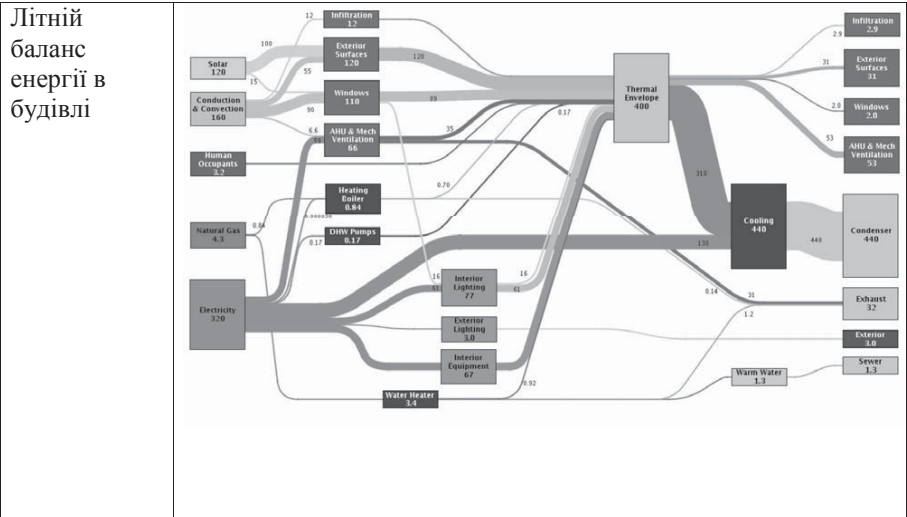 Літній
баланс
енергії в
будівлі
12
Infiltration
12
100
Exterior
Surfaces
120
120
Solar
120
55
15
Windows
110
Conduction
& Convection
160
90
99
6.6
59
AHU & Mech
Ventilation
66
35
Human
Occupants
3.2
Heating
Boiler
0.84
0.70
Natural Gas
4.3
0.84
0.17
DHW Pumps
0.17
0.17
Thermal
Envelope
400
2.9
Infiltration
2.9
31
Exterior
Surfaces
31
2.0
Windows
2.0
53
AHU & Mech
Ventilation
53
310
130
Cooling
440
440
Condenser
440
Electricity
320
16
61
Interior
Lighting
77
16
61
Exterior
Lighting
3.0
Interior
Equipment
67
0.14
31
1.2
Exhaust
32
Exterior
3.0
Sewer
1.3
Warm Water
1.3
0.92
Water Heater
3.4